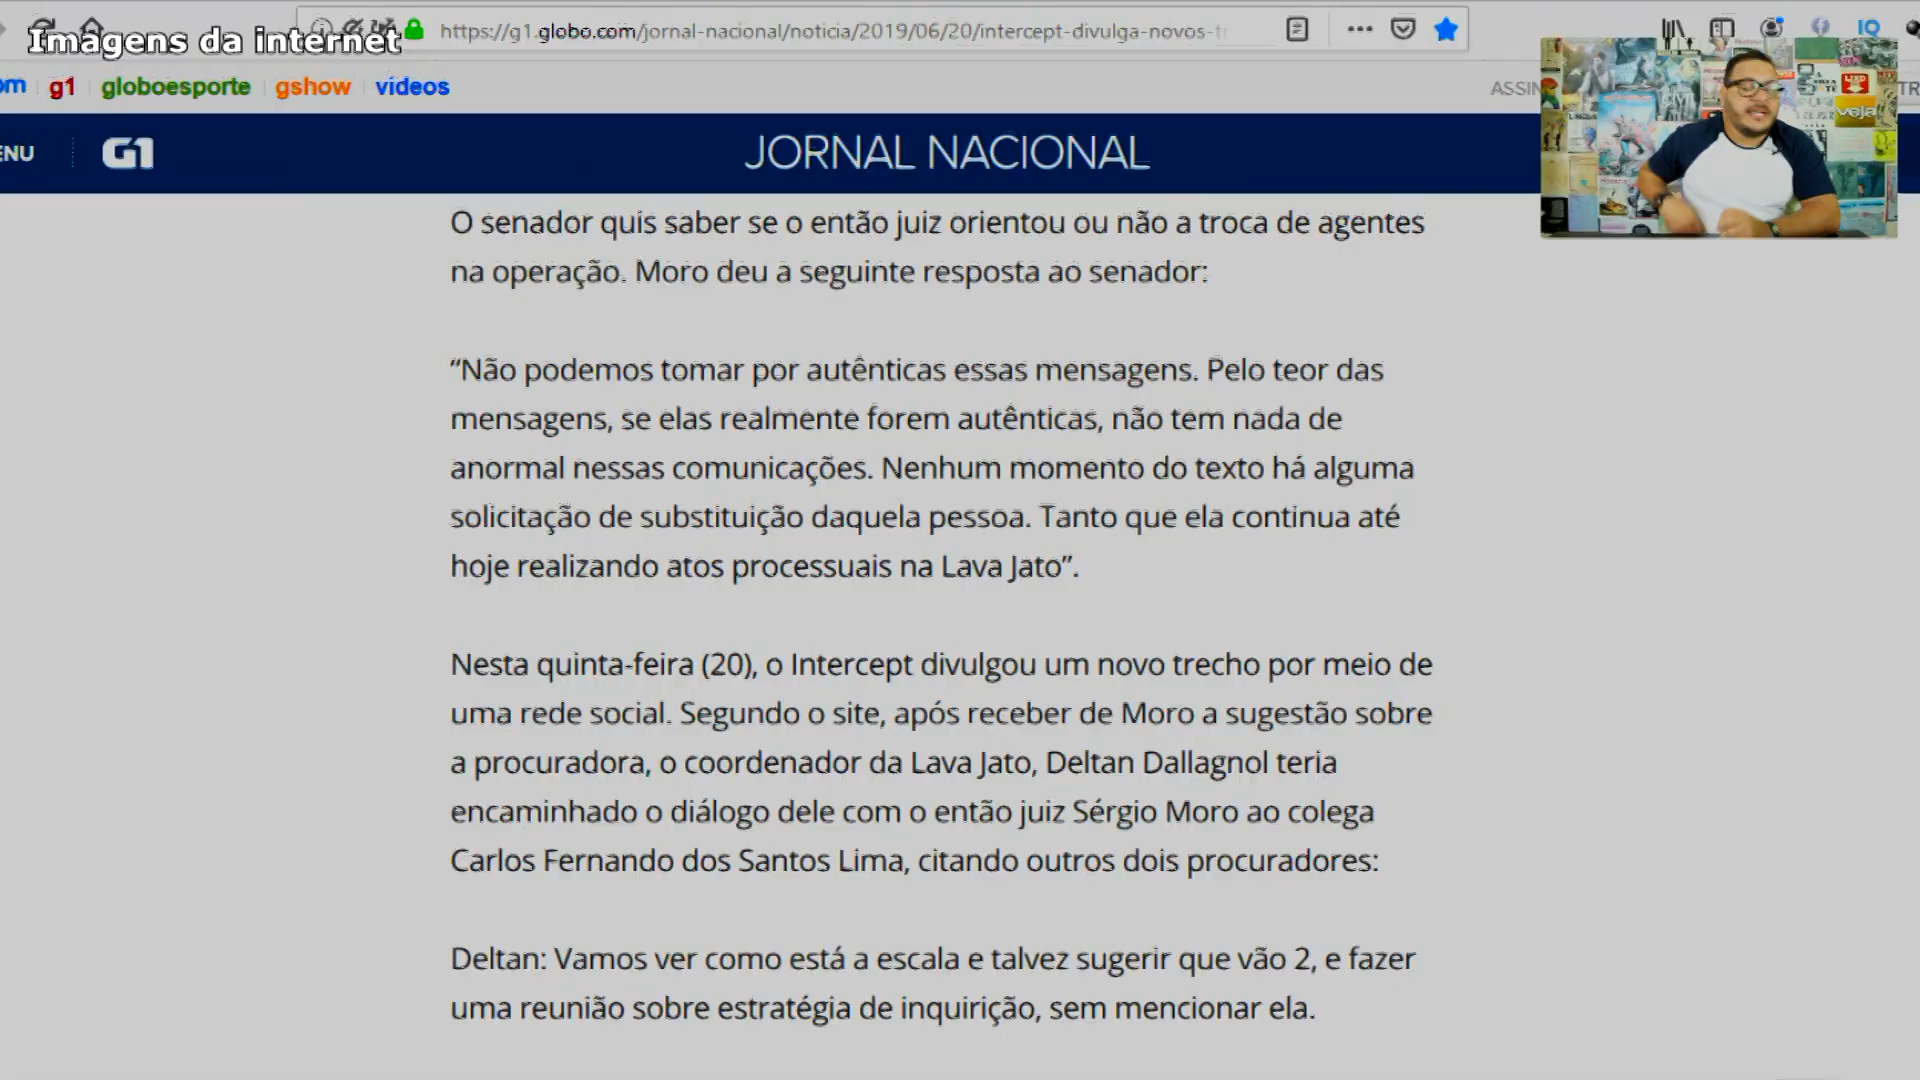 Imagens da internet
https://g1.globo.com/jornal-nacional/noticia/2019/06/20/intercept-divulga-novos-t
IQ
om g1 globoesporte gshow vídeos
ASSIN
ENU G1 JORNAL NACIONAL
LIXO
veja
O senador quis saber se o então juiz orientou ou não a troca de agentes
na operação. Moro deu a seguinte resposta ao senador:
“Não podemos tomar por autênticas essas mensagens. Pelo teor das
mensagens, se elas realmente forem autênticas, não tem nada de
anormal nessas comunicações. Nenhum momento do texto há alguma
solicitação de substituição daquela pessoa. Tanto que ela continua até
hoje realizando atos processuais na Lava Jato”.
Nesta quinta-feira (20), o Intercept divulgou um novo trecho por meio de
uma rede social. Segundo o site, após receber de Moro a sugestão sobre
a procuradora, o coordenador da Lava Jato, Deltan Dallagnol teria
encaminhado o diálogo dele com o então juiz Sérgio Moro ao colega
Carlos Fernando dos Santos Lima, citando outros dois procuradores:
Deltan: Vamos ver como está a escala e talvez sugerir que vão 2, e fazer
uma reunião sobre estratégia de inquirição, sem mencionar ela.